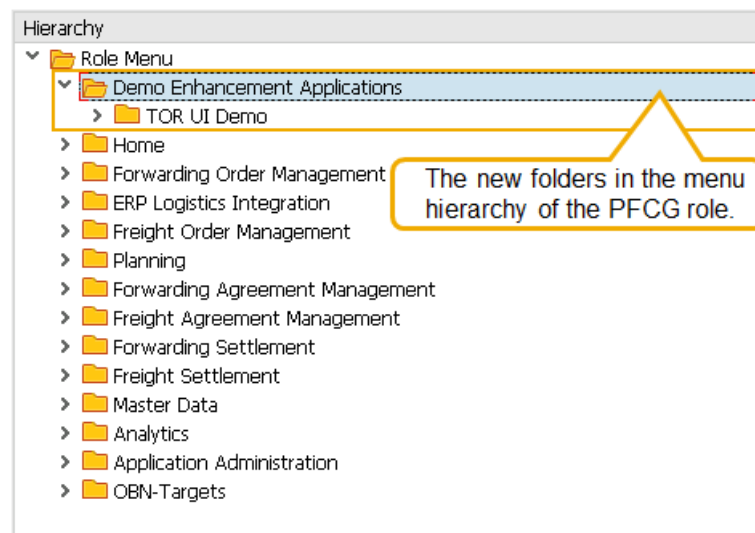 Hierarchy
Role Menu
Demo Enhancement Applications
TOR UI Demo
Home
Forwarding Order Management
ERP Logistics Integration
Freight Order Management
Planning
Forwarding Agreement Management
Freight Agreement Management
Forwarding Settlement
Freight Settlement
Master Data
Analytics
Application Administration
OBN-Targets
The new folders in the menu
hierarchy of the PFCG role.